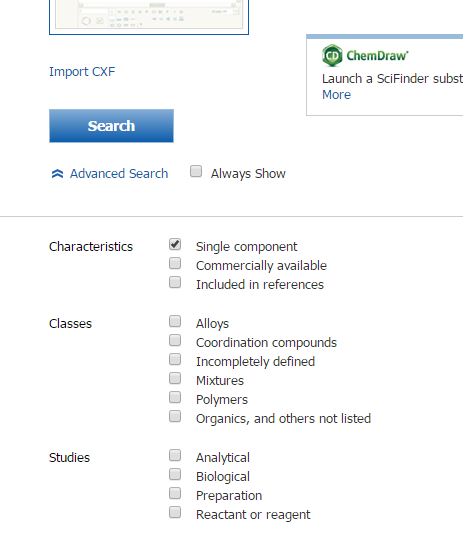 Import CXF
CD ChemDraw®
Launch a SciFinder subst
More
Search
Advanced Search Always Show
Characteristics Single component
Commercially available
Included in references
Classes Alloys
Coordination compounds
Incompletely defined
Mixtures
Polymers
Organics, and others not listed
Studies Analytical
Biological
Preparation
Reactant or reagent